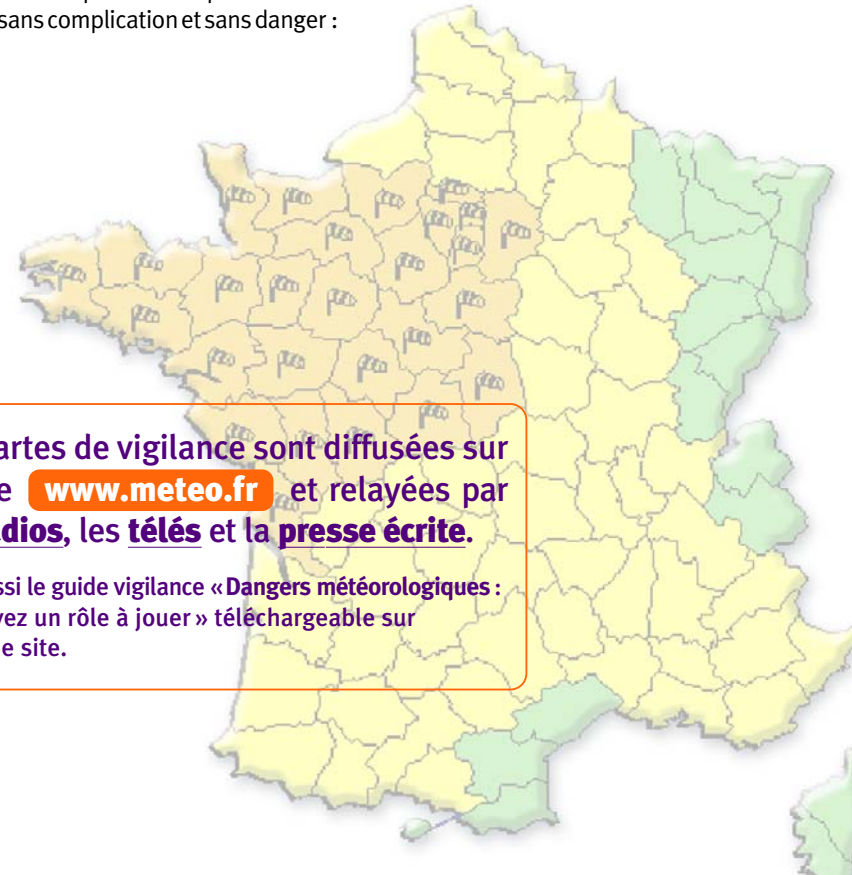 sans complication et sans danger :
artes de vigilance sont diffusées sur
e www.meteo.fr et relayées par
dios, les télés et la presse écrite.
ssi le guide vigilance « Dangers météorologiques :
vez un rôle à jouer » téléchargeable sur
e site.